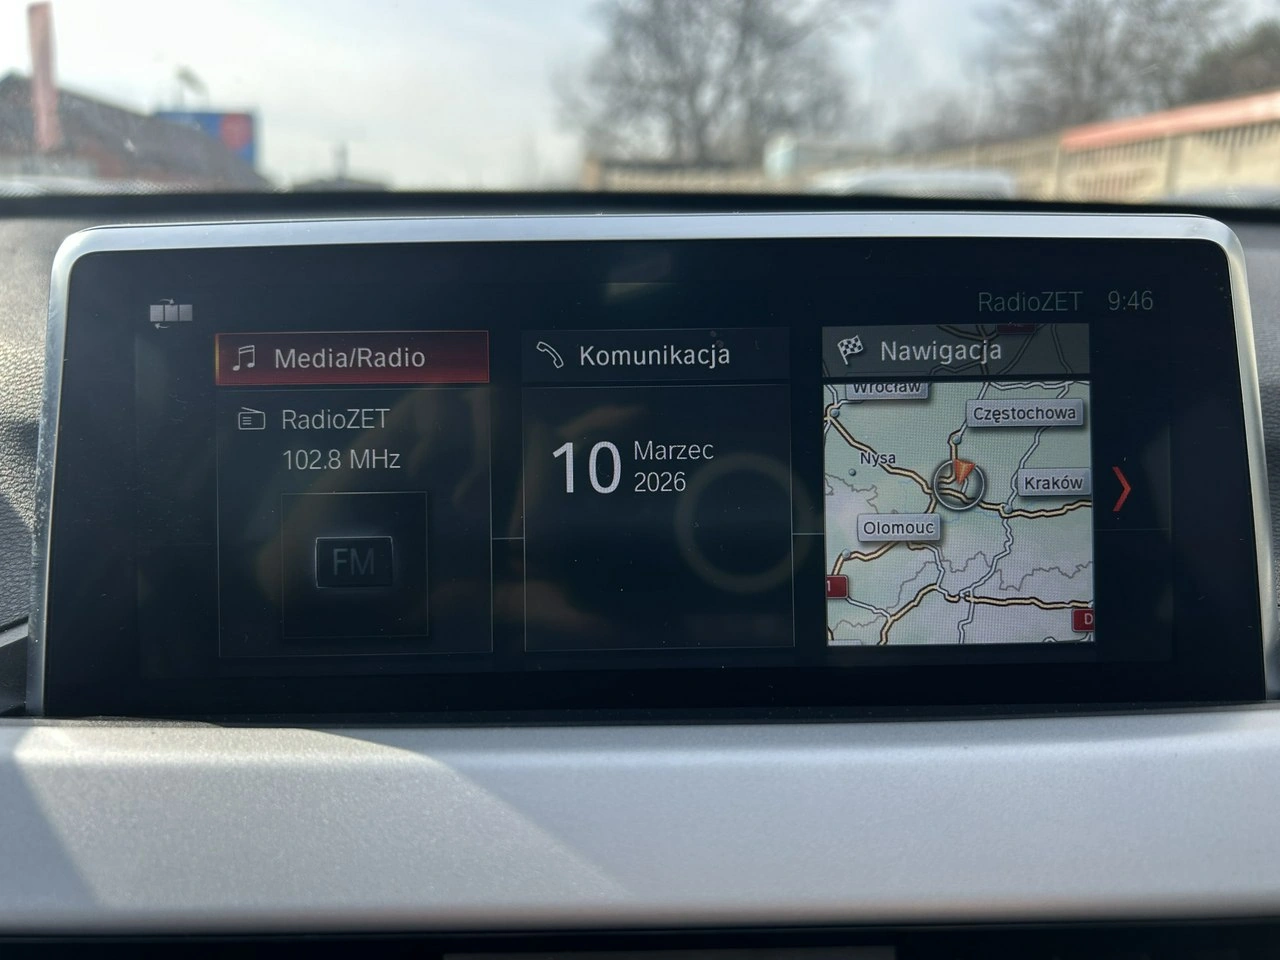 RadioZET 9:46
Media/Radio
RadioZET
102.8 MHz
FM
Komunikacja
10 Marzec
2026
Nawigacja
Wrocław
Częstochowa
Nysa
Kraków
Olomouc
1
D